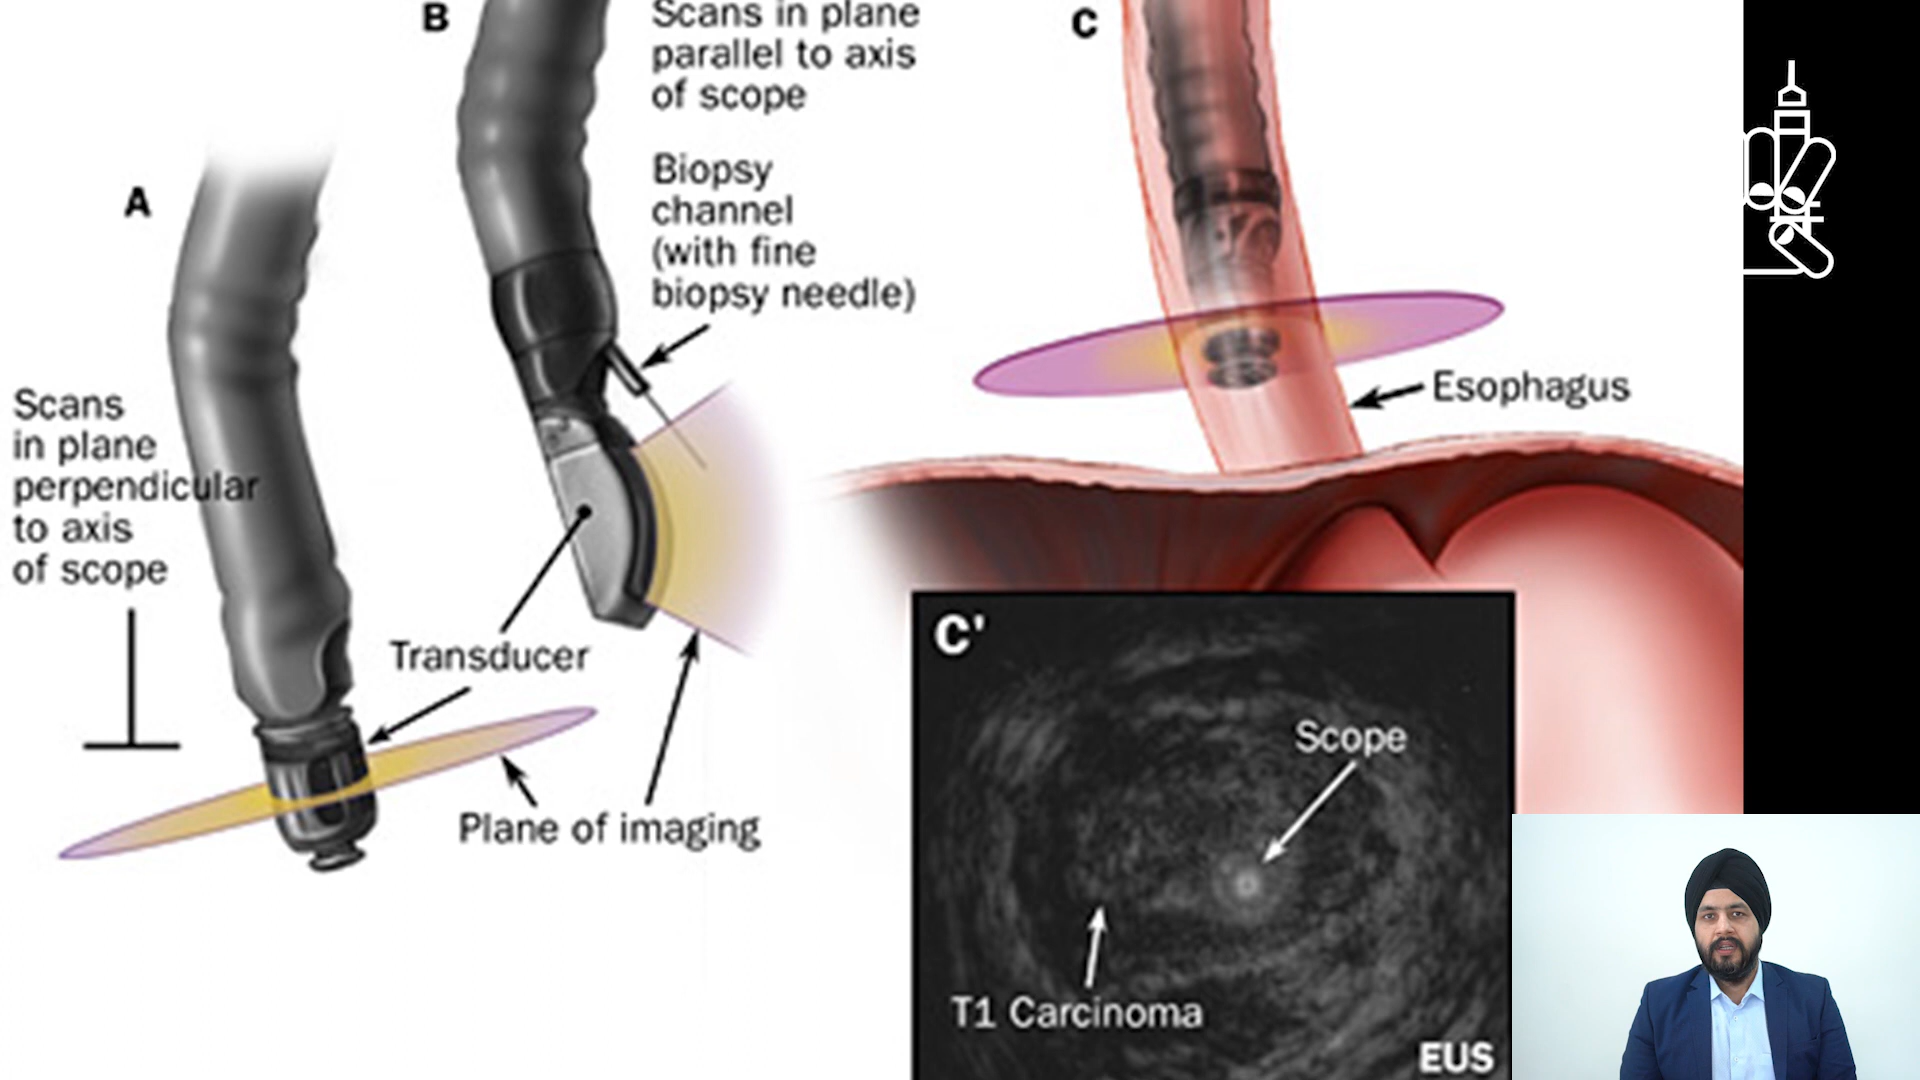 B
Scans in plane
parallel to axis
of scope
C
Biopsy
channel
(with fine
biopsy needle)
A
Scans
in plane
perpendicular
to axis
of scope
Esophagus
Transducer
Plane of imaging
C'
Scope
T1 Carcinoma
EUS